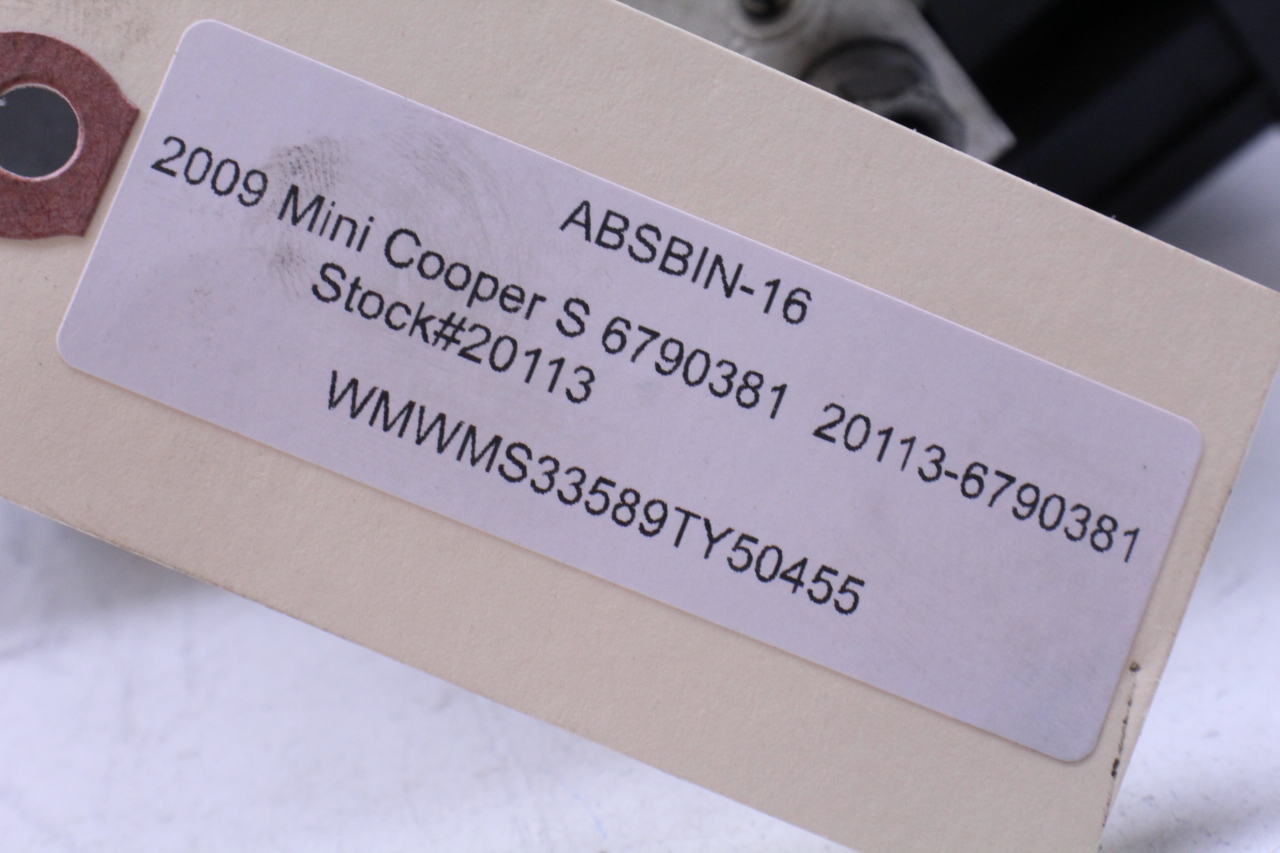 ABSBIN-16
2009 Mini Cooper S 6790381 20113-6790381
Stock#20113
WMWMS33589TY50455